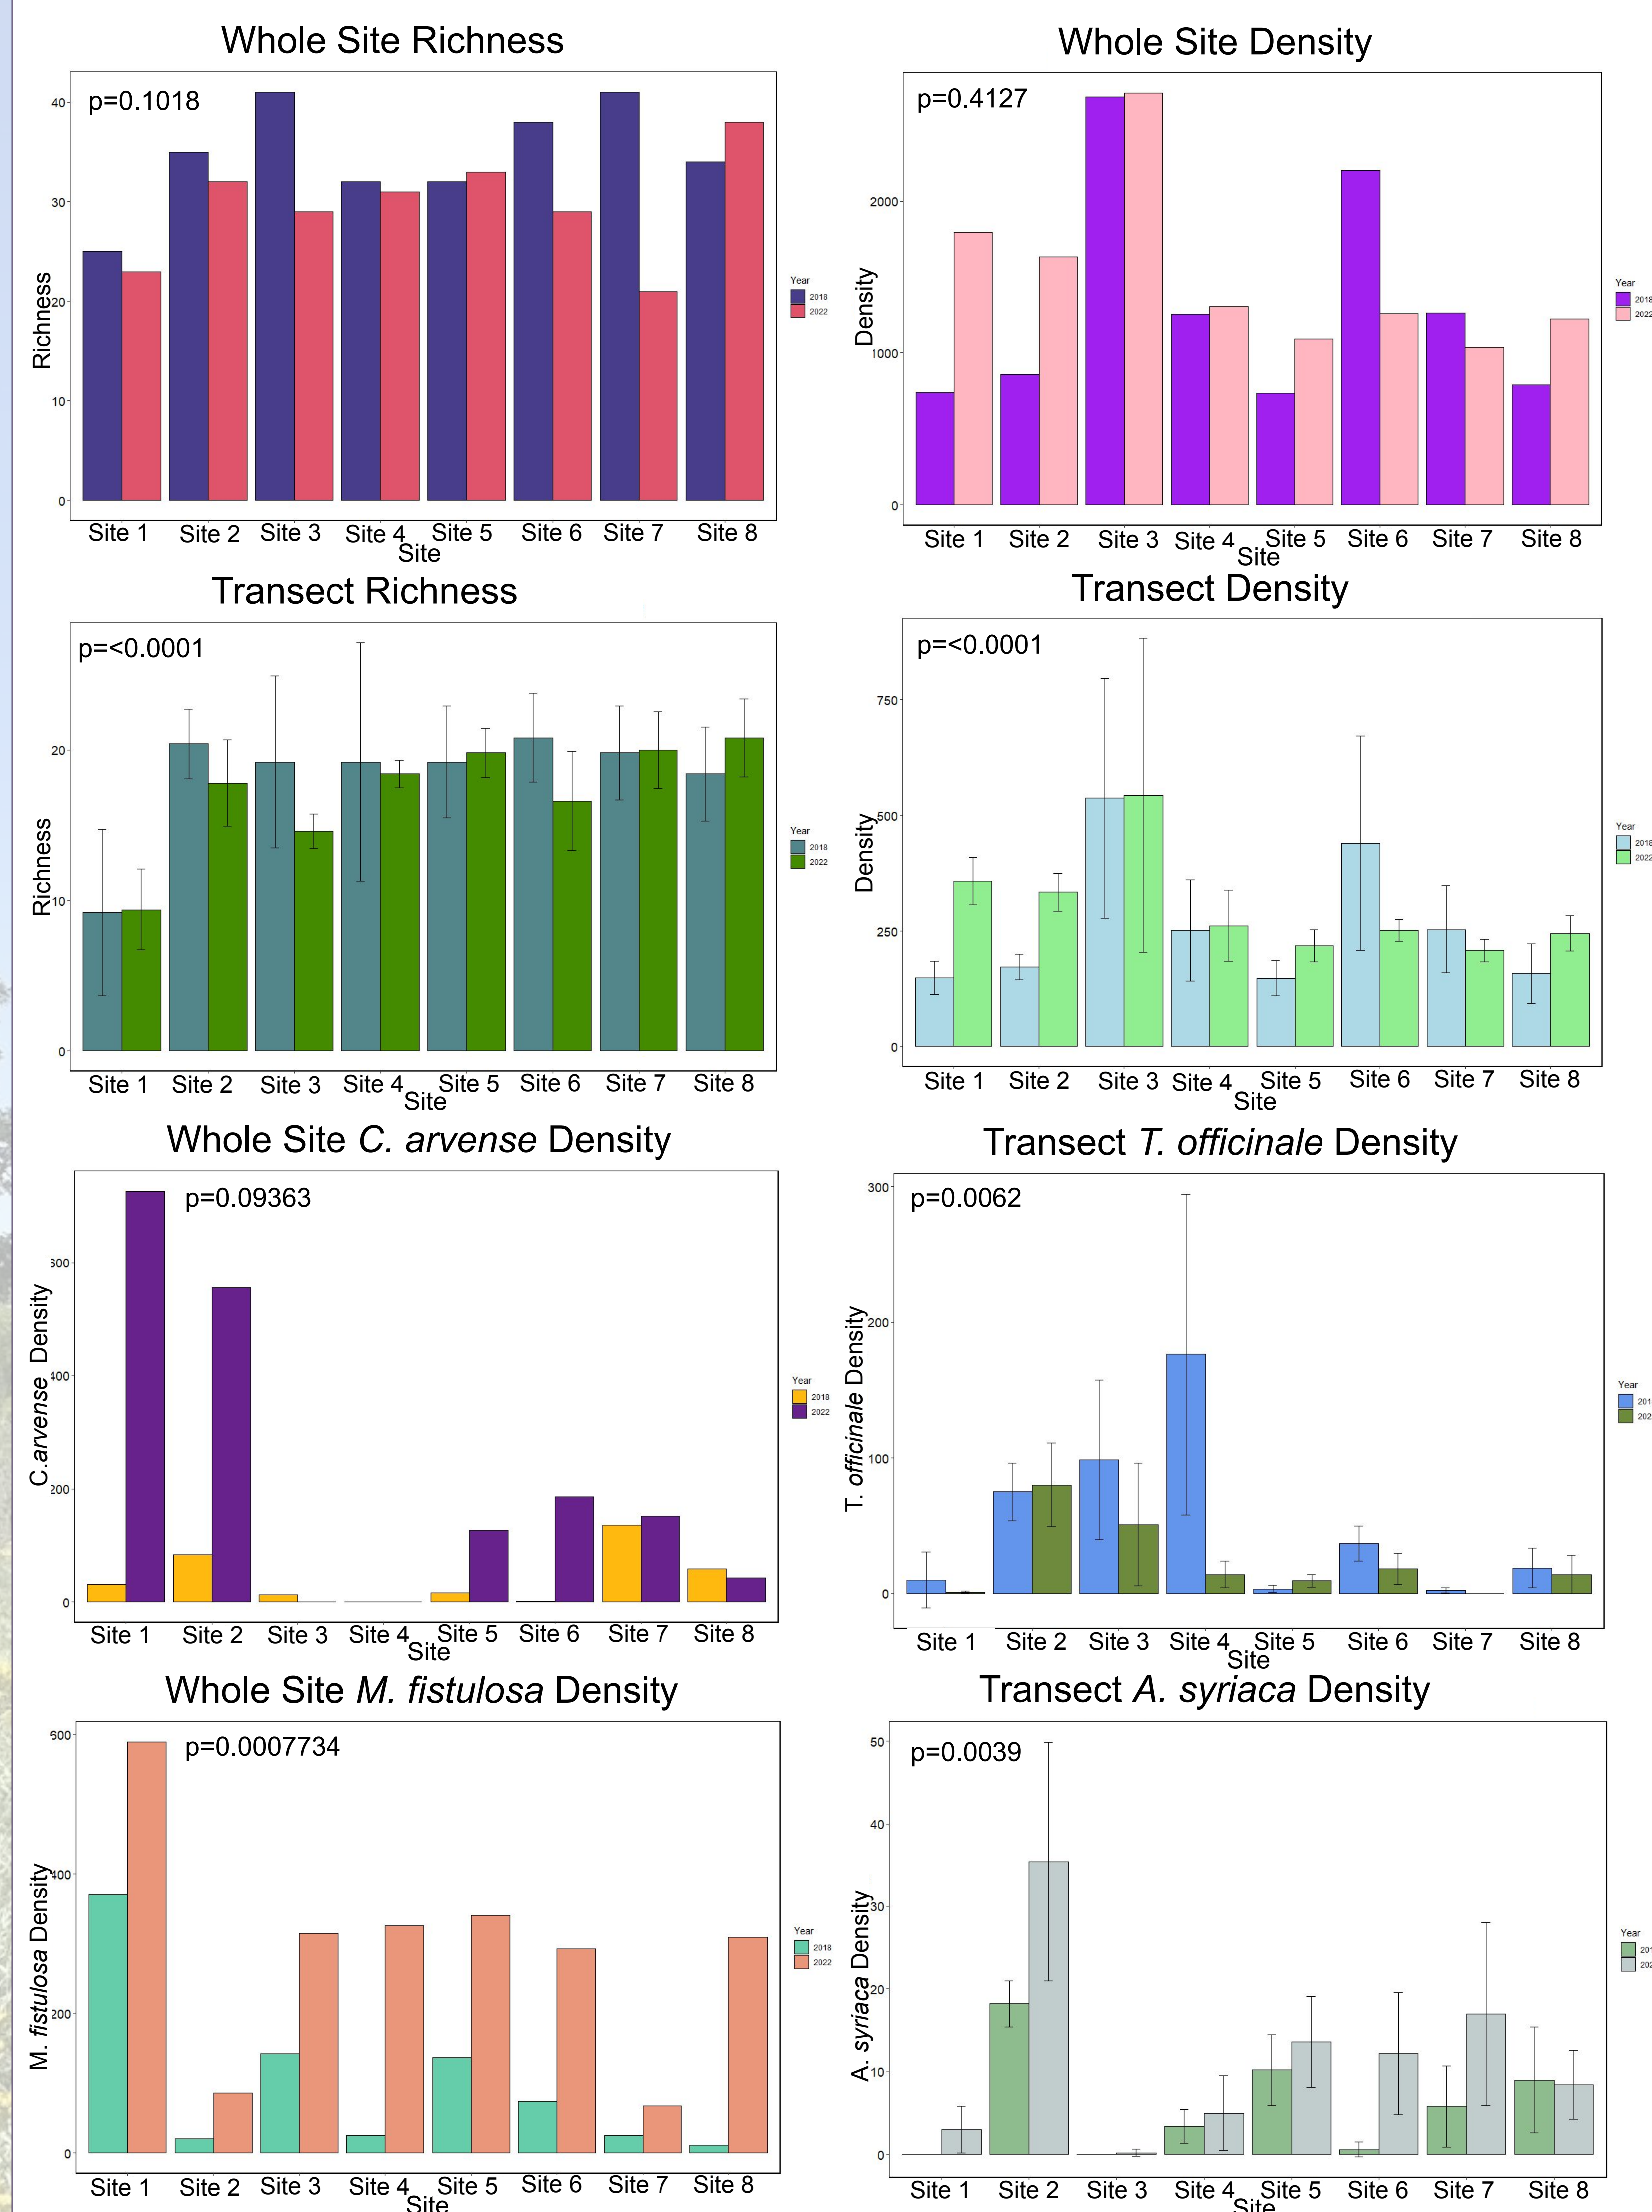 Whole Site Richness
p=0.1018
40
30
20
10
0
Richness
Year
2018
2022
Site 1 Site 2 Site 3 Site 4 Site 5 Site 6 Site 7 Site 8
Site
Whole Site Density
p=0.4127
2000
1000
0
Density
Year
2018
2022
Site 1 Site 2 Site 3 Site 4 Site 5 Site 6 Site 7 Site 8
Site
Transect Richness
p=<0.0001
20
10
0
Richness
Year
2018
2022
Site 1 Site 2 Site 3 Site 4 Site 5 Site 6 Site 7 Site 8
Site
Transect Density
p=<0.0001
750
500
250
0
Density
Year
2018
2022
Site 1 Site 2 Site 3 Site 4 Site 5 Site 6 Site 7 Site 8
Site
Whole Site C. arvense Density
p=0.09363
600
400
200
0
C.arvense Density
Year
2018
2022
Site 1 Site 2 Site 3 Site 4 Site 5 Site 6 Site 7 Site 8
Site
Transect T. officinale Density
p=0.0062
300
200
100
0
T. officinale Density
Year
201
202
Site 1 Site 2 Site 3 Site 4 Site 5 Site 6 Site 7 Site 8
Site
Whole Site M. fistulosa Density
p=0.0007734
600
400
200
0
M. fistulosa Density
Year
2018
2022
Site 1 Site 2 Site 3 Site 4 Site 5 Site 6 Site 7 Site 8
Site
Transect A. syriaca Density
p=0.0039
50
40
30
20
10
0
A. syriaca Density
Year
201
202
Site 1 Site 2 Site 3 Site 4 Site 5 Site 6 Site 7 Site 8
Site